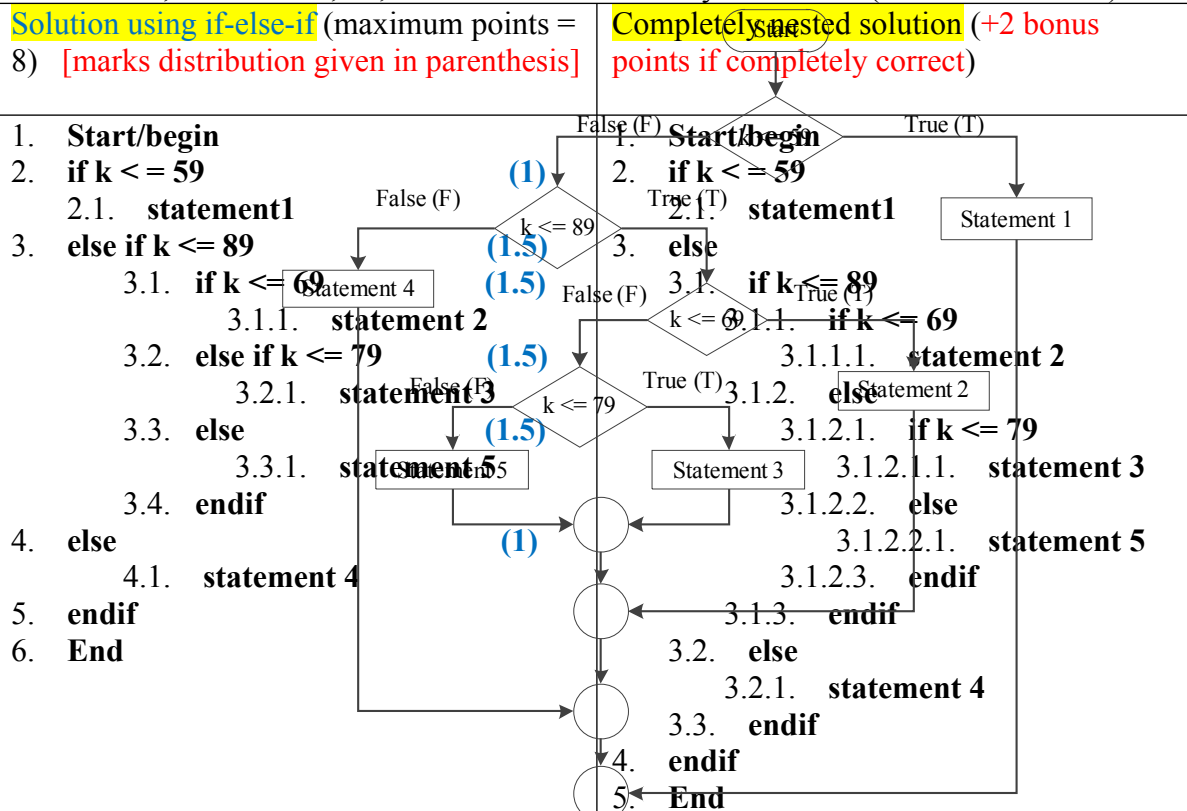 Solution using if-else-if (maximum points =
8) [marks distribution given in parenthesis]
1. Start/begin
2. if k < = 59 (1)
2.1. statement1
3. else if k <= 89 (1.5)
3.1. if k <= 69 (1.5)
3.1.1. statement 2
3.2. else if k <= 79 (1.5)
3.2.1. statement 3
3.3. else (1.5)
3.3.1. statement 5
3.4. endif
4. else (1)
4.1. statement 4
5. endif
6. End
Completely nested solution (+2 bonus
points if completely correct)
1. Start/begin
2. if k < = 59
2.1. statement1
3. else
3.1. if k <= 89
3.1.1. if k <= 69
3.1.1.1. statement 2
3.1.2. else
3.1.2.1. if k <= 79
3.1.2.1.1. statement 3
3.1.2.2. else
3.1.2.2.1. statement 5
3.1.2.3. endif
3.1.3. endif
3.2. else
3.2.1. statement 4
3.3. endif
4. endif
5. End
Start
False (F)
k <= 59
True (T)
Statement 1
False (F)
k <= 89
True (T)
Statement 4
False (F)
k <= 69
True (T)
Statement 2
False (F)
k <= 79
True (T)
Statement 5
Statement 3